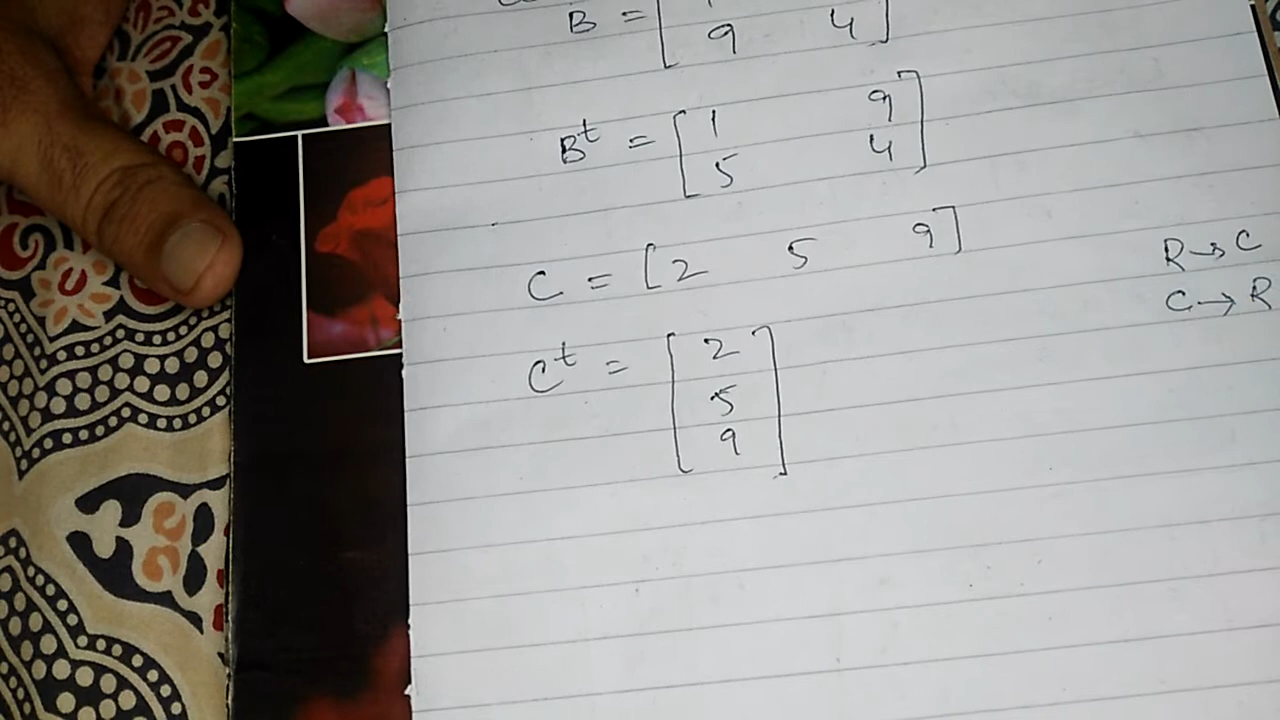 B = [
9 4 ]
B^t = [ 1 9
5 4 ]
C = [ 2 5 9 ]
R → C
C → R
C^t = [ 2
5
9 ]